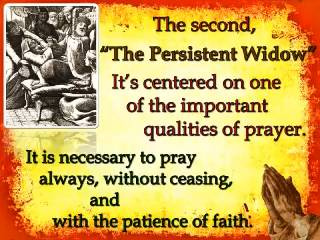 The second,
“The Persistent Widow”
It’s centered on one
of the important
qualities of prayer.
It is necessary to pray
always, without ceasing,
and
with the patience of faith.